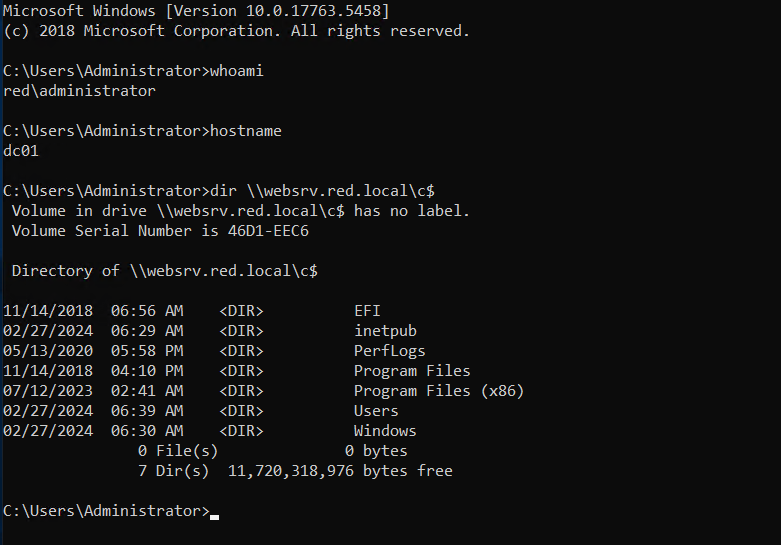 Microsoft Windows [Version 10.0.17763.5458]
(c) 2018 Microsoft Corporation. All rights reserved.
C:\Users\Administrator>whoami
red\administrator
C:\Users\Administrator>hostname
dc01
C:\Users\Administrator>dir \\websrv.red.local\c$
 Volume in drive \\websrv.red.local\c$ has no label.
 Volume Serial Number is 46D1-EEC6
 Directory of \\websrv.red.local\c$
11/14/2018  06:56 AM    <DIR>          EFI
02/27/2024  06:29 AM    <DIR>          inetpub
05/13/2020  05:58 PM    <DIR>          PerfLogs
11/14/2018  04:10 PM    <DIR>          Program Files
07/12/2023  02:41 AM    <DIR>          Program Files (x86)
02/27/2024  06:39 AM    <DIR>          Users
02/27/2024  06:30 AM    <DIR>          Windows
               0 File(s)              0 bytes
               7 Dir(s)  11,720,318,976 bytes free
C:\Users\Administrator>